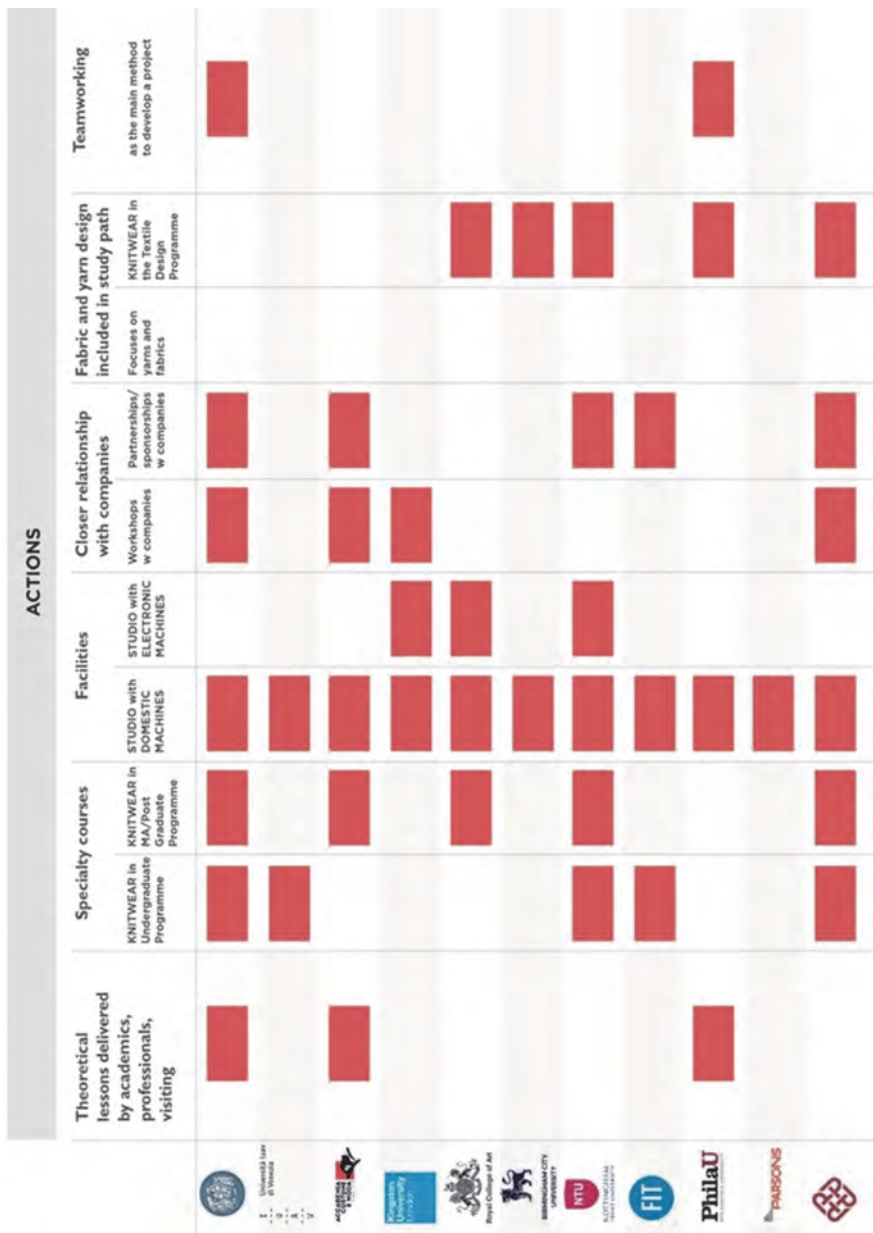 ACTIONS
Theoretical
lessons delivered
by academics,
professionals,
visiting
Specialty courses
KNITWEAR in
Undergraduate
Programme
KNITWEAR in
MA/Post
Graduate
Programme
Facilities
STUDIO with
DOMESTIC
MACHINES
STUDIO with
ELECTRONIC
MACHINES
Closer relationship
with companies
Workshops
w companies
Partnerships/
sponsorships
w companies
Fabric and yarn design
included in study path
Focuses on
yarns and
fabrics
KNITWEAR in
the Textile
Design
Programme
Teamworking
as the main method
to develop a project
I
U
A
V
Università Iuav
di Venezia
ACCADEMIA
COSTUME
& MODA
Kingston
University
London
Royal College of Art
BIRMINGHAM CITY
UNIVERSITY
NTU
NOTTINGHAM
TRENT UNIVERSITY
FIT
PhilaU
PARSONS